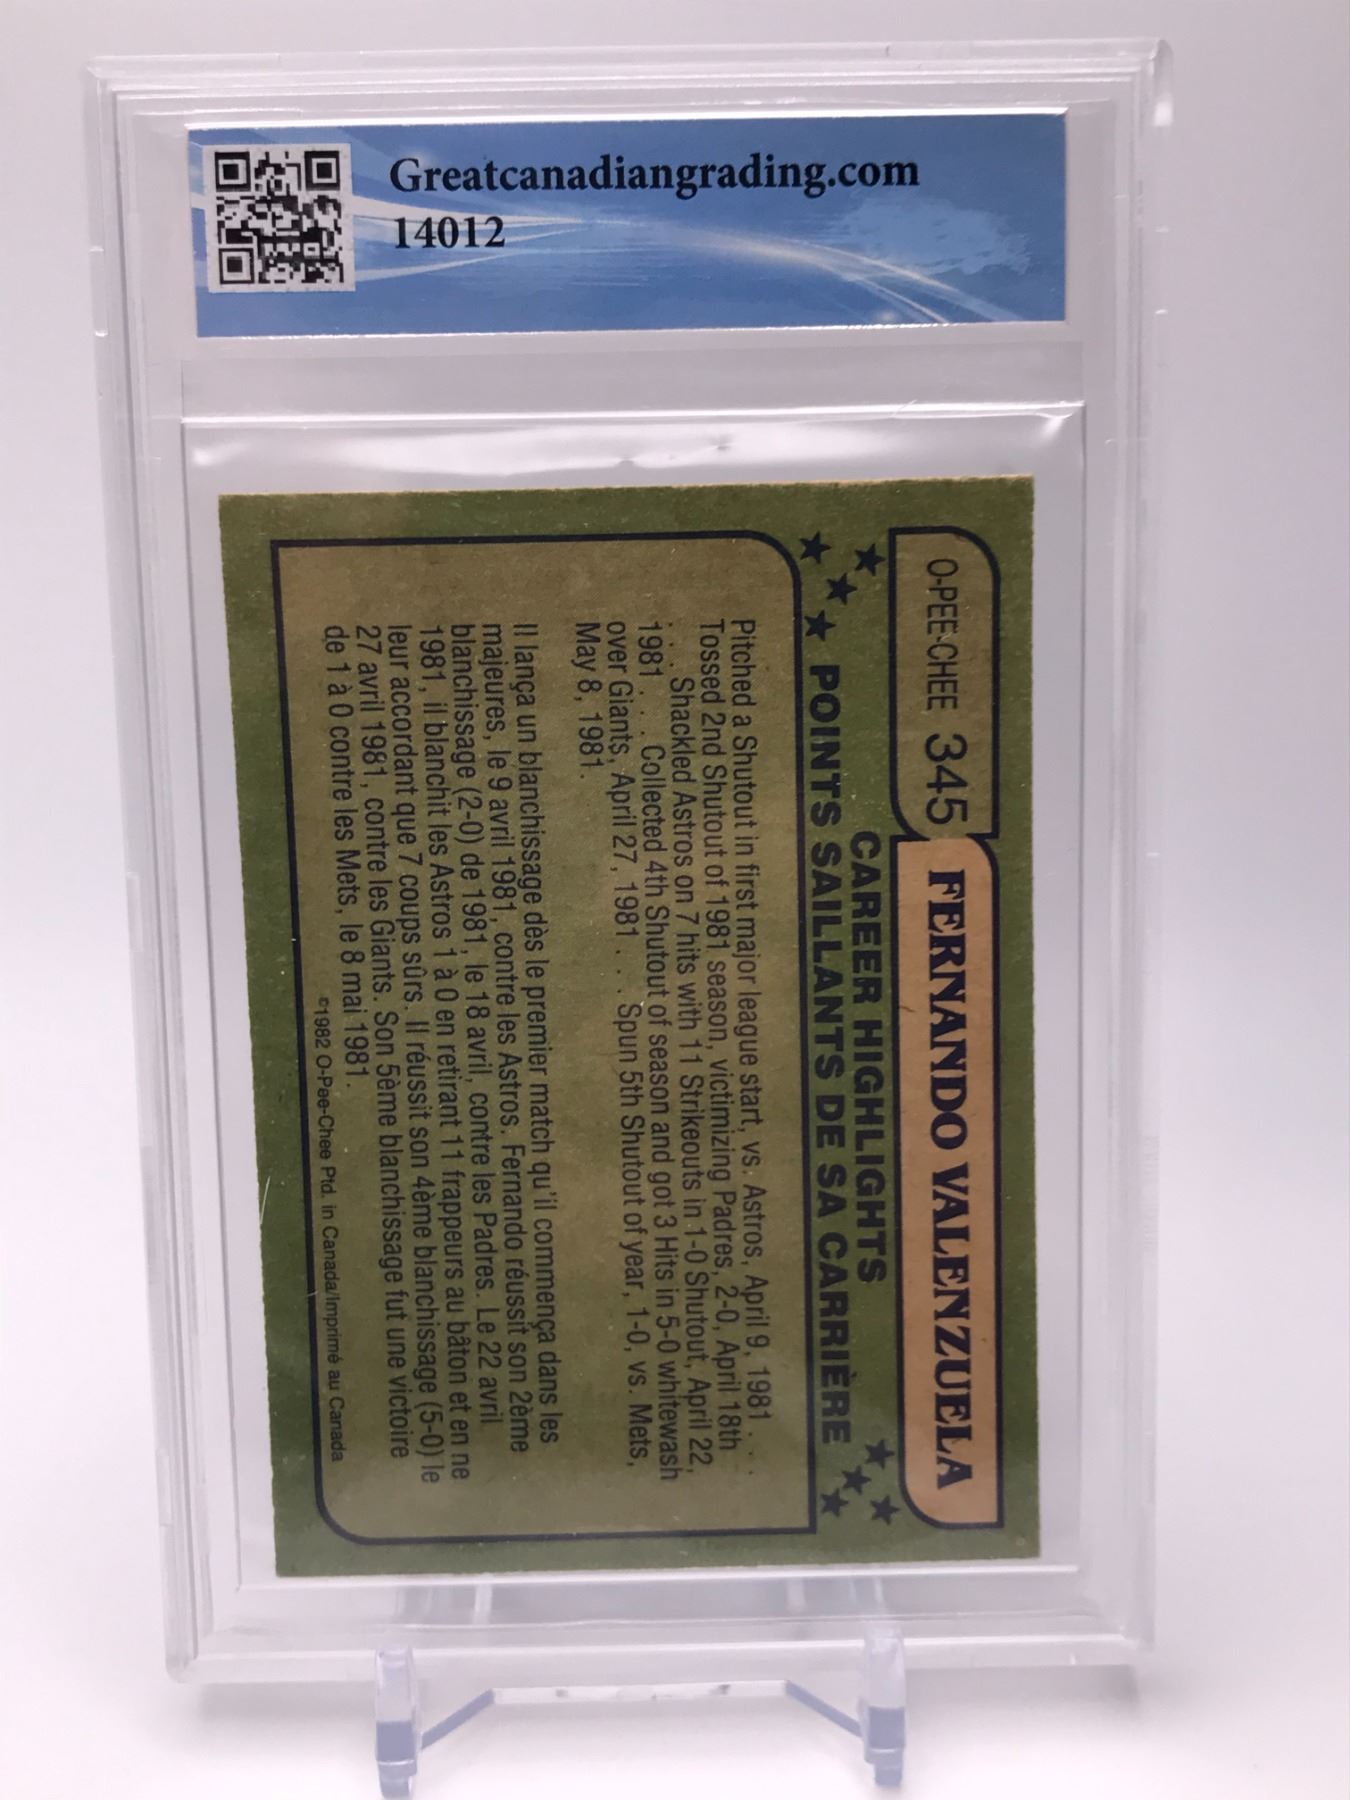 Greatcanadiangrading.com
14012
O-PEE-CHEE 345 FERNANDO VALENZUELA
CAREER HIGHLIGHTS
POINTS SAILLANTS DE SA CARRIÈRE
Pitched a Shutout in first major league start, vs. Astros, April 9, 1981 . . .
Tossed 2nd Shutout of 1981 season, victimizing Padres, 2-0, April 18th
. . . Shackled Astros on 7 hits with 11 Strikeouts in 1-0 Shutout, April 22,
1981 . . . Collected 4th Shutout of season and got 3 Hits in 5-0 whitewash
over Giants, April 27, 1981 . . . Spun 5th Shutout of year, 1-0, vs. Mets,
May 8, 1981.
Il lança un blanchissage dès le premier match qu'il commença dans les
majeures, le 9 avril 1981, contre les Astros. Fernando réussit son 2ème
blanchissage (2-0) de 1981, le 18 avril, contre les Padres. Le 22 avril
1981, il blanchit les Astros 1 à 0 en retirant 11 frappeurs au bâton et en ne
leur accordant que 7 coups sûrs. Il réussit son 4ème blanchissage (5-0) le
27 avril 1981, contre les Giants. Son 5ème blanchissage fut une victoire
de 1 à 0 contre les Mets, le 8 mai 1981.
©1982 O-Pee-Chee Ptd. in Canada/Imprimé au Canada